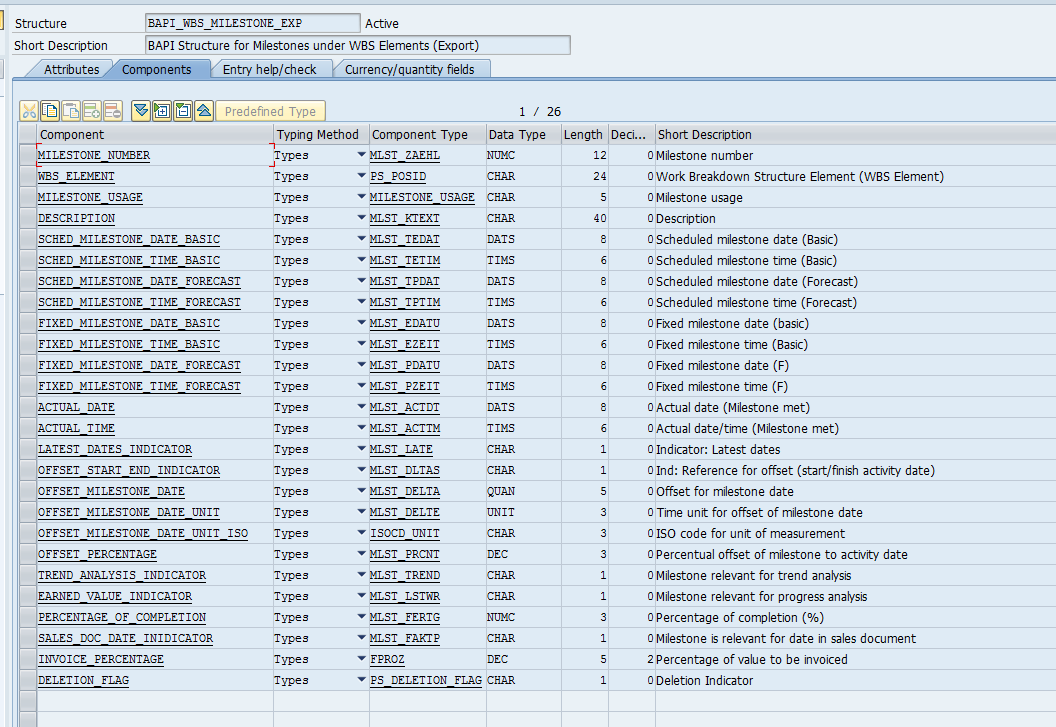 Structure BAPI_WBS_MILESTONE_EXP Active
Short Description BAPI Structure for Milestones under WBS Elements (Export)
Attributes Components Entry help/check Currency/quantity fields
Predefined Type 1 / 26
Component Typing Method Component Type Data Type Length Deci... Short Description
MILESTONE_NUMBER Types MLST_ZAEHL NUMC 12 0 Milestone number
WBS_ELEMENT Types PS_POSID CHAR 24 0 Work Breakdown Structure Element (WBS Element)
MILESTONE_USAGE Types MILESTONE_USAGE CHAR 5 0 Milestone usage
DESCRIPTION Types MLST_KTEXT CHAR 40 0 Description
SCHED_MILESTONE_DATE_BASIC Types MLST_TEDAT DATS 8 0 Scheduled milestone date (Basic)
SCHED_MILESTONE_TIME_BASIC Types MLST_TETIM TIMS 6 0 Scheduled milestone time (Basic)
SCHED_MILESTONE_DATE_FORECAST Types MLST_TPDAT DATS 8 0 Scheduled milestone date (Forecast)
SCHED_MILESTONE_TIME_FORECAST Types MLST_TPTIM TIMS 6 0 Scheduled milestone time (Forecast)
FIXED_MILESTONE_DATE_BASIC Types MLST_EDATU DATS 8 0 Fixed milestone date (basic)
FIXED_MILESTONE_TIME_BASIC Types MLST_EZEIT TIMS 6 0 Fixed milestone time (Basic)
FIXED_MILESTONE_DATE_FORECAST Types MLST_PDATU DATS 8 0 Fixed milestone date (F)
FIXED_MILESTONE_TIME_FORECAST Types MLST_PZEIT TIMS 6 0 Fixed milestone time (F)
ACTUAL_DATE Types MLST_ACTDT DATS 8 0 Actual date (Milestone met)
ACTUAL_TIME Types MLST_ACTTM TIMS 6 0 Actual date/time (Milestone met)
LATEST_DATES_INDICATOR Types MLST_LATE CHAR 1 0 Indicator: Latest dates
OFFSET_START_END_INDICATOR Types MLST_DLTAS CHAR 1 0 Ind: Reference for offset (start/finish activity date)
OFFSET_MILESTONE_DATE Types MLST_DELTA QUAN 5 0 Offset for milestone date
OFFSET_MILESTONE_DATE_UNIT Types MLST_DELTE UNIT 3 0 Time unit for offset of milestone date
OFFSET_MILESTONE_DATE_UNIT_ISO Types ISOCD_UNIT CHAR 3 0 ISO code for unit of measurement
OFFSET_PERCENTAGE Types MLST_PRCNT DEC 3 0 Percentual offset of milestone to activity date
TREND_ANALYSIS_INDICATOR Types MLST_TREND CHAR 1 0 Milestone relevant for trend analysis
EARNED_VALUE_INDICATOR Types MLST_LSTWR CHAR 1 0 Milestone relevant for progress analysis
PERCENTAGE_OF_COMPLETION Types MLST_FERTG NUMC 3 0 Percentage of completion (%)
SALES_DOC_DATE_INIDICATOR Types MLST_FAKTP CHAR 1 0 Milestone is relevant for date in sales document
INVOICE_PERCENTAGE Types FPROZ DEC 5 2 Percentage of value to be invoiced
DELETION_FLAG Types PS_DELETION_FLAG CHAR 1 0 Deletion Indicator